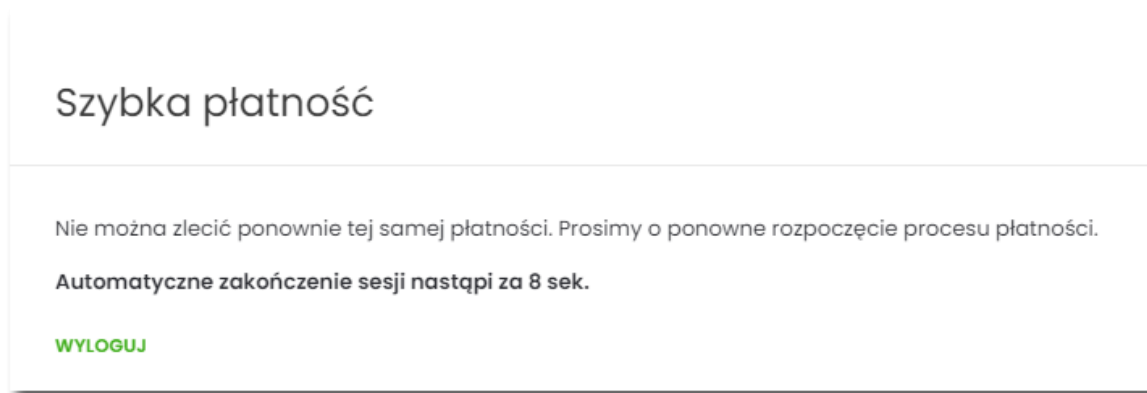 Szybka płatność
Nie można zlecić ponownie tej samej płatności. Prosimy o ponowne rozpoczęcie procesu płatności.
Automatyczne zakończenie sesji nastąpi za 8 sek.
WYLOGUJ